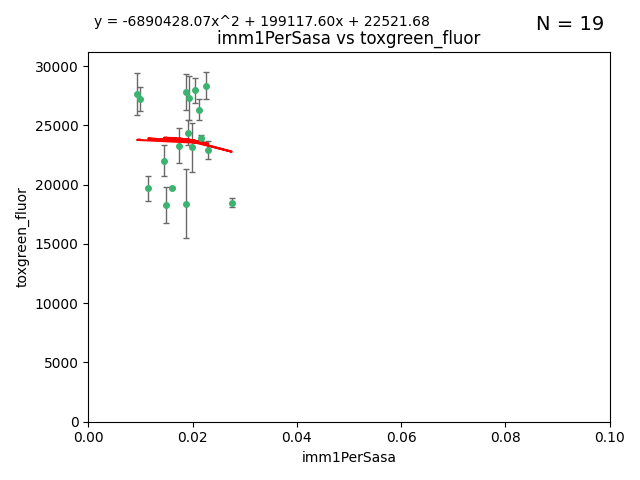 y = -6890428.07x^2 + 199117.60x + 22521.68
N = 19
imm1PerSasa vs toxgreen_fluor
30000
25000
20000
15000
10000
5000
0
toxgreen_fluor
0.00 0.02 0.04 0.06 0.08 0.10
imm1PerSasa